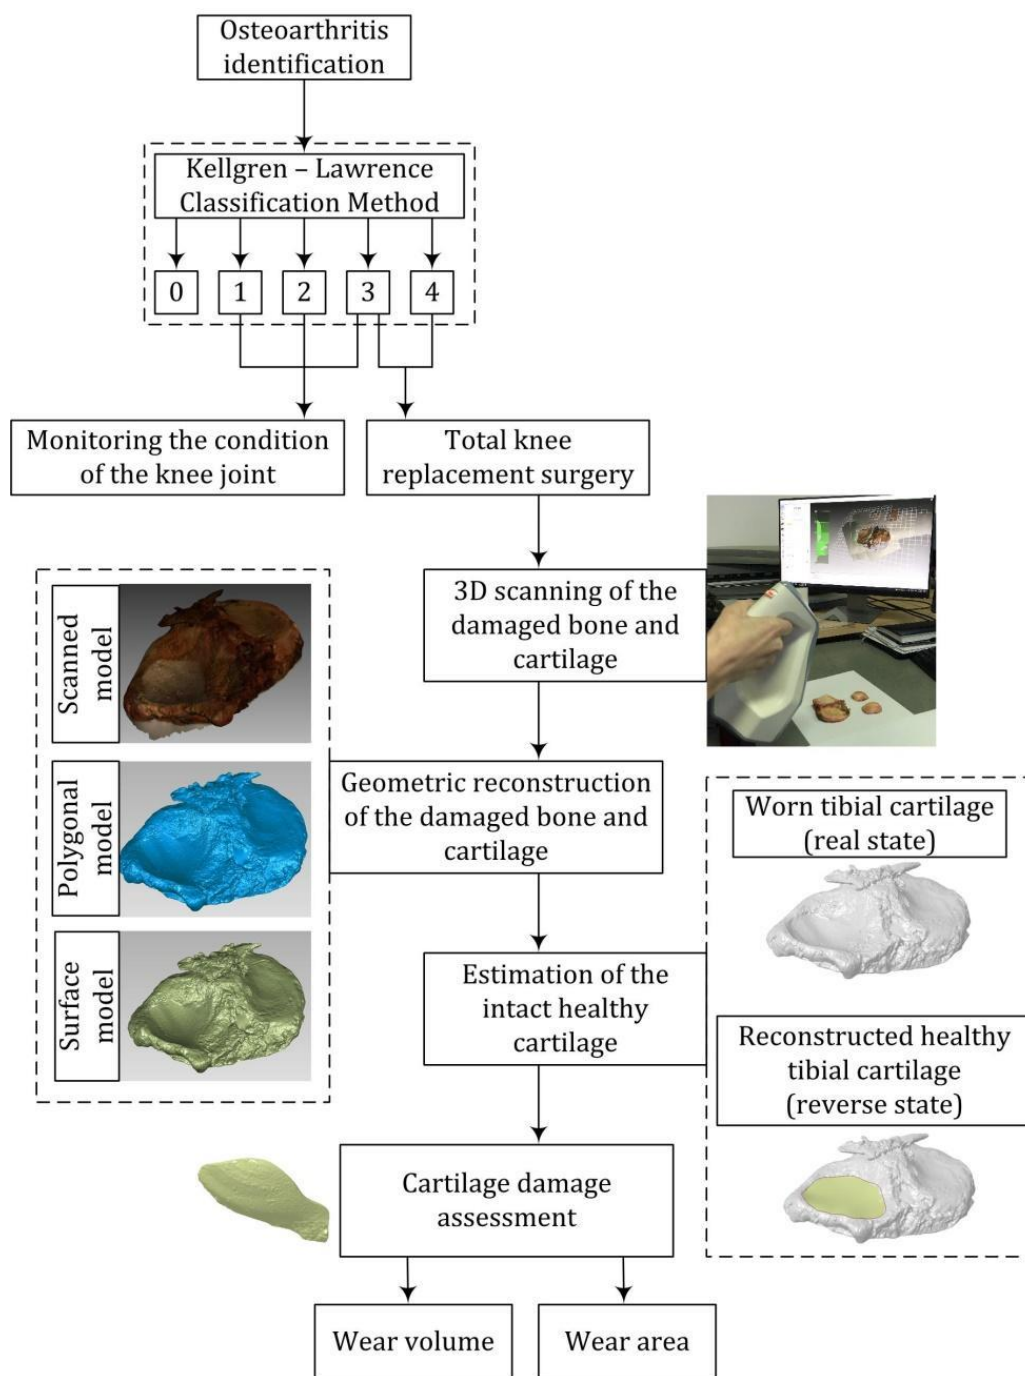 Osteoarthritis
identification
Kellgren – Lawrence
Classification Method
0 1 2 3 4
Monitoring the condition
of the knee joint
Total knee
replacement surgery
3D scanning of the
damaged bone and
cartilage
Scanned
model
Geometric reconstruction
of the damaged bone and
cartilage
Polygonal
model
Worn tibial cartilage
(real state)
Surface
model
Estimation of the
intact healthy
cartilage
Reconstructed healthy
tibial cartilage
(reverse state)
Cartilage damage
assessment
Wear volume
Wear area